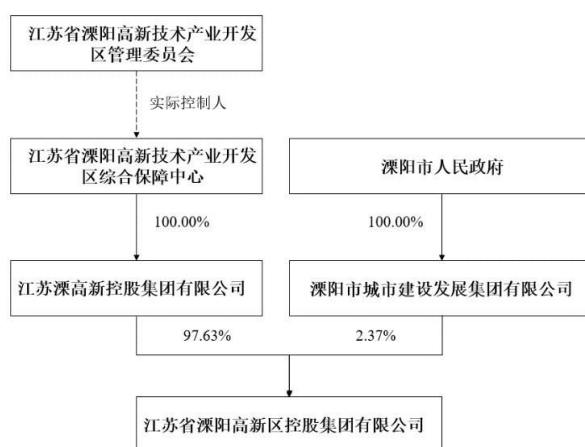 江苏省溧阳高新技术产业开发
区管理委员会
实际控制人
江苏省溧阳高新技术产业开发
区综合保障中心
溧阳市人民政府
100.00%
100.00%
江苏溧高新控股集团有限公司
溧阳市城市建设发展集团有限公司
97.63%
2.37%
江苏省溧阳高新区控股集团有限公司